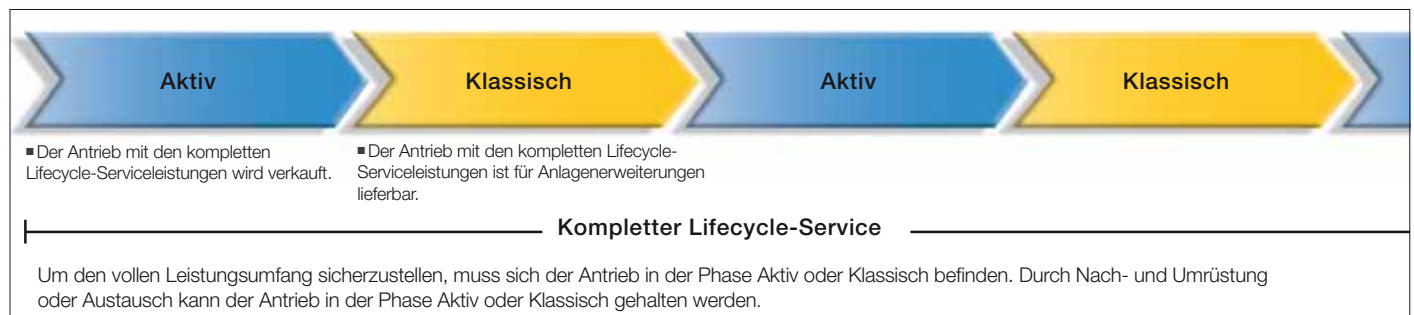 Aktiv
Klassisch
Aktiv
Klassisch
■ Der Antrieb mit den kompletten
Lifecycle-Serviceleistungen wird verkauft.
■ Der Antrieb mit den kompletten Lifecycle-
Serviceleistungen ist für Anlagenerweiterungen
lieferbar.
Kompletter Lifecycle-Service
Um den vollen Leistungsumfang sicherzustellen, muss sich der Antrieb in der Phase Aktiv oder Klassisch befinden. Durch Nach- und Umrüstung
oder Austausch kann der Antrieb in der Phase Aktiv oder Klassisch gehalten werden.